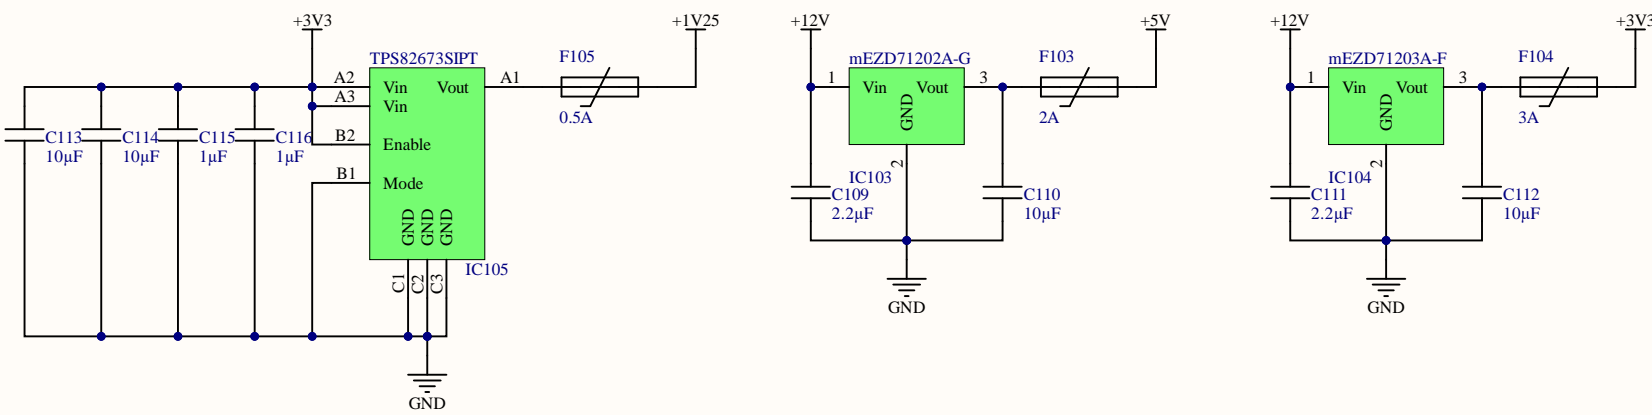 +3V3
+1V25
TPS82673SIPT
F105
A2
Vin
Vout
A1
A3
Vin
0.5A
C113
10µF
C114
10µF
C115
1µF
C116
1µF
B2
Enable
B1
Mode
GND
GND
GND
IC105
C1
C2
C3
GND
+12V
+5V
mEZD71202A-G
F103
1
Vin
Vout
3
GND
2A
2
IC103
C109
2.2µF
C110
10µF
GND
+12V
+3V3
mEZD71203A-F
F104
1
Vin
Vout
3
GND
3A
2
IC104
C111
2.2µF
C112
10µF
GND